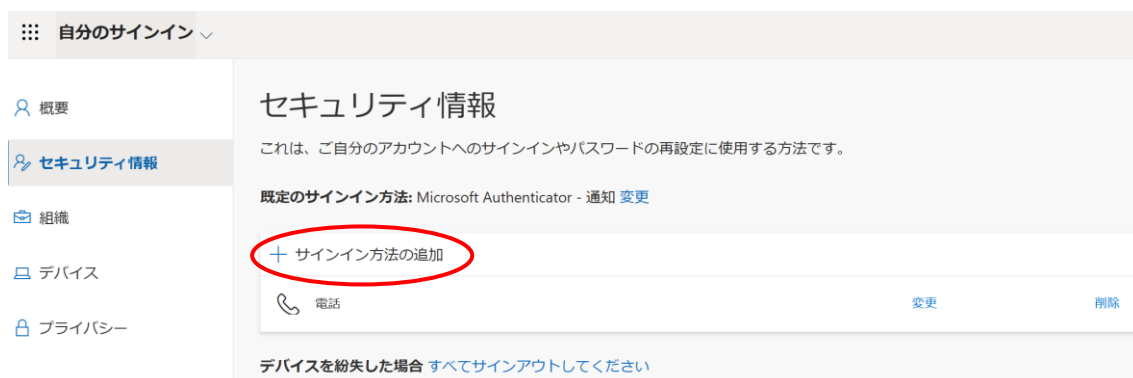 自分のサインイン
概要
セキュリティ情報
組織
デバイス
プライバシー
セキュリティ情報
これは、ご自分のアカウントへのサインインやパスワードの再設定に使用する方法です。
既定のサインイン方法: Microsoft Authenticator - 通知 変更
＋ サインイン方法の追加
電話 変更 削除
デバイスを紛失した場合 すべてサインアウトしてください